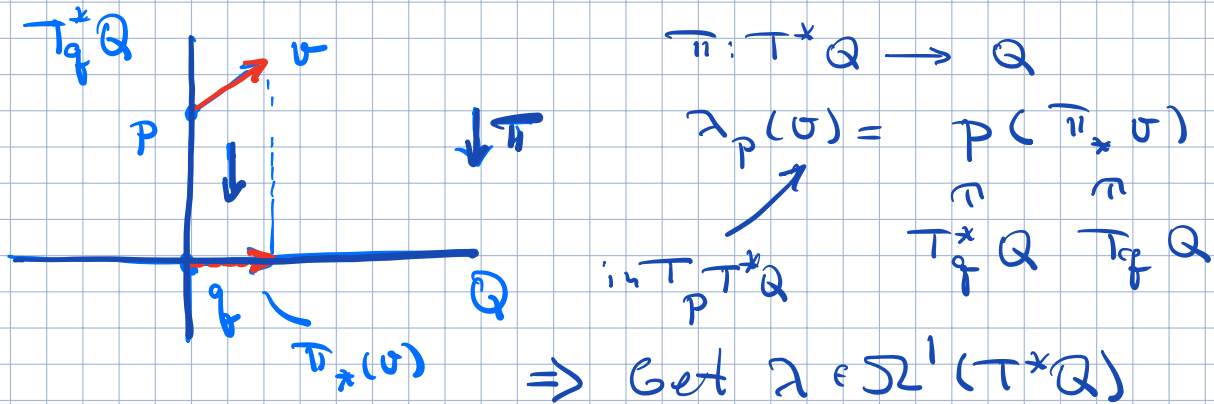 T*_q Q
v
p
π
q
Q
π_*(v)
π : T*Q ⟶ Q
λ_p(v) = p(π_* v)
∈ ∈
T*_q Q T_q Q
in T_p T*Q
⇒ Get λ ∈ Ω¹(T*Q)